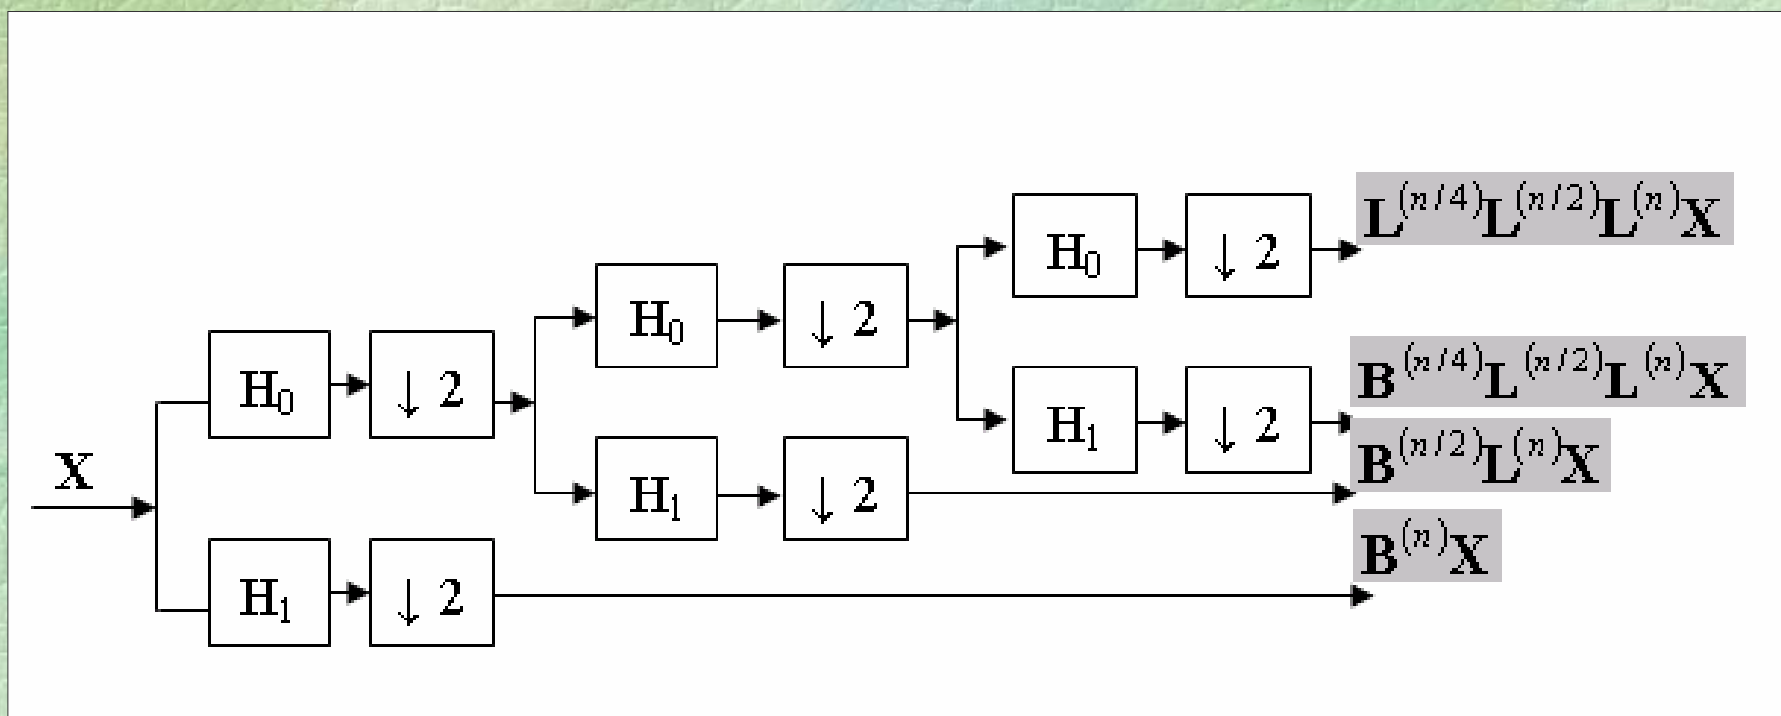 L^(n/4)L^(n/2)L^(n)X
H₀ ↓ 2
B^(n/4)L^(n/2)L^(n)X
H₀ ↓ 2
H₁ ↓ 2
H₀ ↓ 2
B^(n/2)L^(n)X
X
H₁ ↓ 2
B^(n)X
H₁ ↓ 2